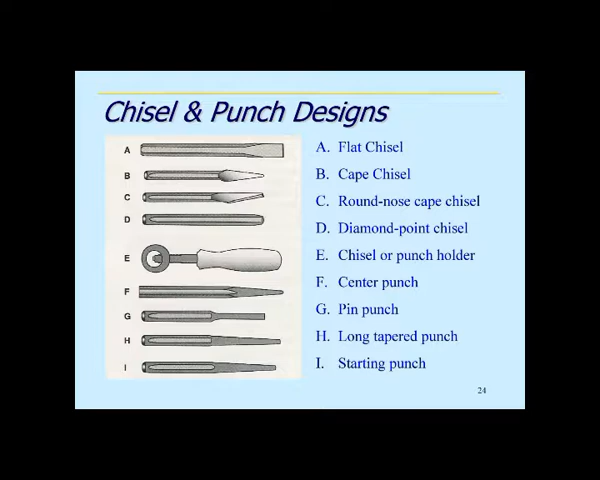 Chisel & Punch Designs
A
B
C
D
E
F
G
H
I
A. Flat Chisel
B. Cape Chisel
C. Round-nose cape chisel
D. Diamond-point chisel
E. Chisel or punch holder
F. Center punch
G. Pin punch
H. Long tapered punch
I. Starting punch
24